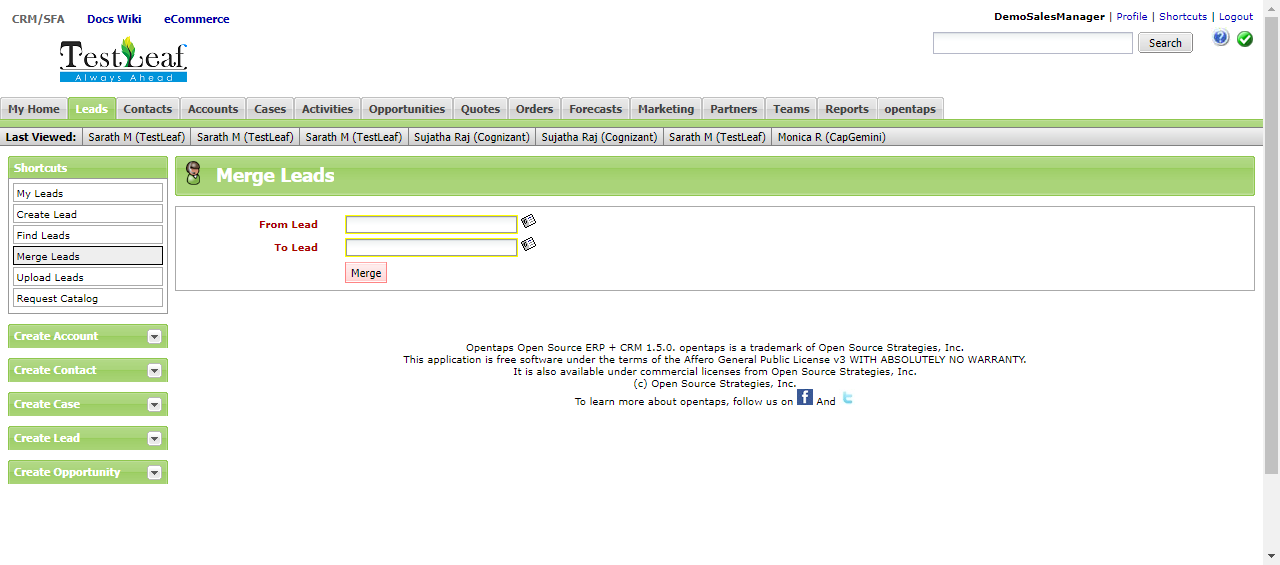 CRM/SFA Docs Wiki eCommerce
DemoSalesManager | Profile | Shortcuts | Logout
TestLeaf
Always Ahead
Search
My Home Leads Contacts Accounts Cases Activities Opportunities Quotes Orders Forecasts Marketing Partners Teams Reports opentaps
Last Viewed: Sarath M (TestLeaf) Sarath M (TestLeaf) Sarath M (TestLeaf) Sujatha Raj (Cognizant) Sujatha Raj (Cognizant) Sarath M (TestLeaf) Monica R (CapGemini)
Shortcuts
My Leads
Create Lead
Find Leads
Merge Leads
Upload Leads
Request Catalog
Create Account
Create Contact
Create Case
Create Lead
Create Opportunity
Merge Leads
From Lead
To Lead
Merge
Opentaps Open Source ERP + CRM 1.5.0. opentaps is a trademark of Open Source Strategies, Inc.
This application is free software under the terms of the Affero General Public License v3 WITH ABSOLUTELY NO WARRANTY.
It is also available under commercial licenses from Open Source Strategies, Inc.
(c) Open Source Strategies, Inc.
To learn more about opentaps, follow us on f And t